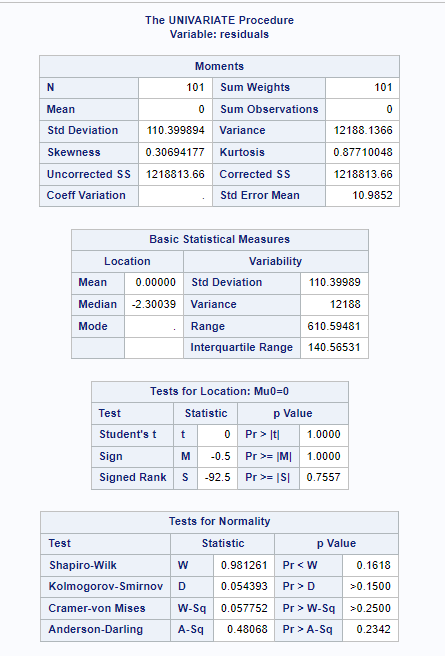 The UNIVARIATE Procedure
Variable: residuals
Moments
N 101 Sum Weights 101
Mean 0 Sum Observations 0
Std Deviation 110.399894 Variance 12188.1366
Skewness 0.30694177 Kurtosis 0.87710048
Uncorrected SS 1218813.66 Corrected SS 1218813.66
Coeff Variation . Std Error Mean 10.9852
Basic Statistical Measures
Location Variability
Mean 0.00000 Std Deviation 110.39989
Median -2.30039 Variance 12188
Mode . Range 610.59481
Interquartile Range 140.56531
Tests for Location: Mu0=0
Test Statistic p Value
Student's t t 0 Pr > |t| 1.0000
Sign M -0.5 Pr >= |M| 1.0000
Signed Rank S -92.5 Pr >= |S| 0.7557
Tests for Normality
Test Statistic p Value
Shapiro-Wilk W 0.981261 Pr < W 0.1618
Kolmogorov-Smirnov D 0.054393 Pr > D >0.1500
Cramer-von Mises W-Sq 0.057752 Pr > W-Sq >0.2500
Anderson-Darling A-Sq 0.48068 Pr > A-Sq 0.2342